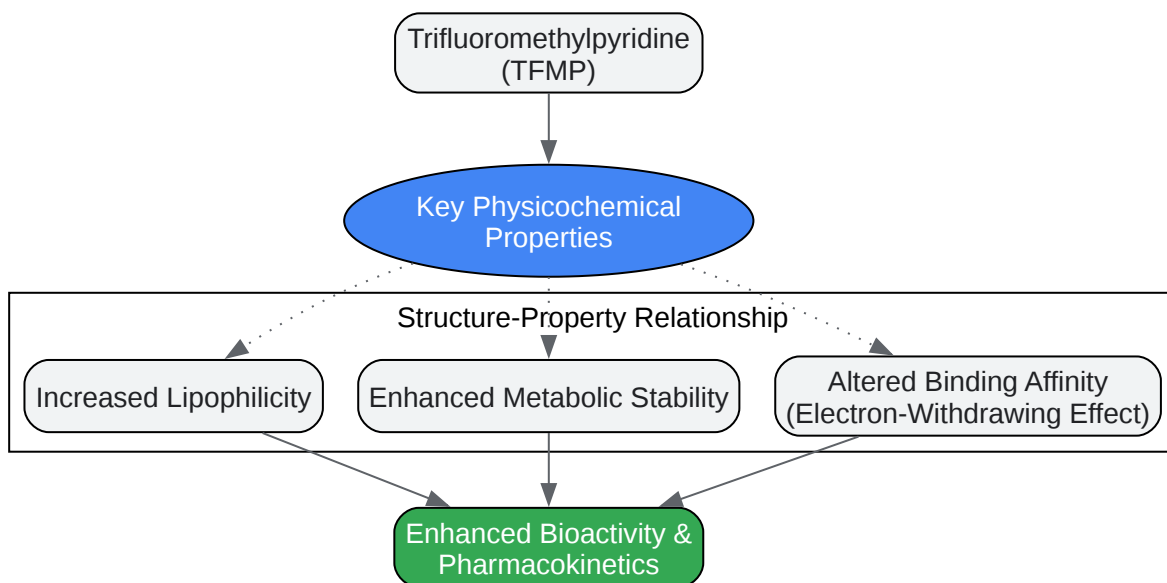 Trifluoromethylpyridine
(TFMP)
Key Physicochemical
Properties
Structure-Property Relationship
Increased Lipophilicity
Enhanced Metabolic Stability
Altered Binding Affinity
(Electron-Withdrawing Effect)
Enhanced Bioactivity &
Pharmacokinetics